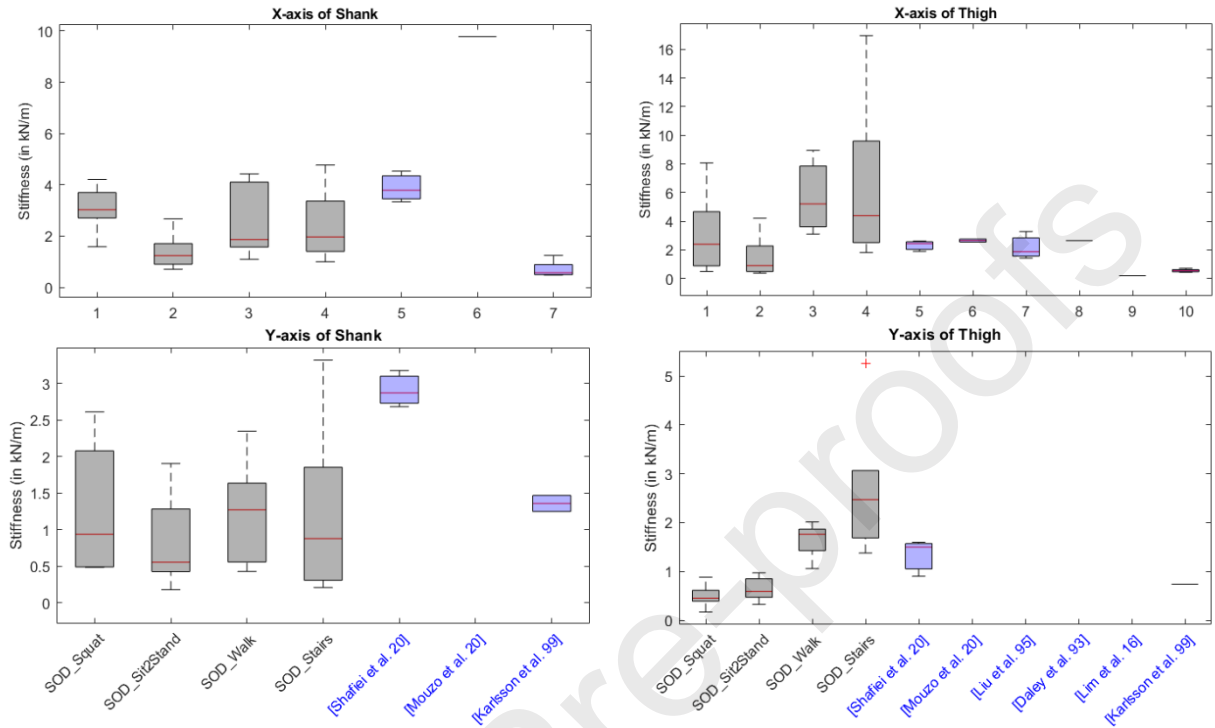 X-axis of Shank
Stiffness (in kN/m)
10
8
6
4
2
0
1 2 3 4 5 6 7
X-axis of Thigh
Stiffness (in kN/m)
16
14
12
10
8
6
4
2
0
1 2 3 4 5 6 7 8 9 10
Y-axis of Shank
Stiffness (in kN/m)
3
2.5
2
1.5
1
0.5
0
SOD_Squat
SOD_Sit2Stand
SOD_Walk
SOD_Stairs
[Shafiei et al. 20]
[Mouzo et al. 20]
[Karlsson et al. 99]
Y-axis of Thigh
Stiffness (in kN/m)
5
4
3
2
1
0
SOD_Squat
SOD_Sit2Stand
SOD_Walk
SOD_Stairs
[Shafiei et al. 20]
[Mouzo et al. 20]
[Liu et al. 95]
[Daley et al. 93]
[Lim et al. 16]
[Karlsson et al. 99]
re-proofs